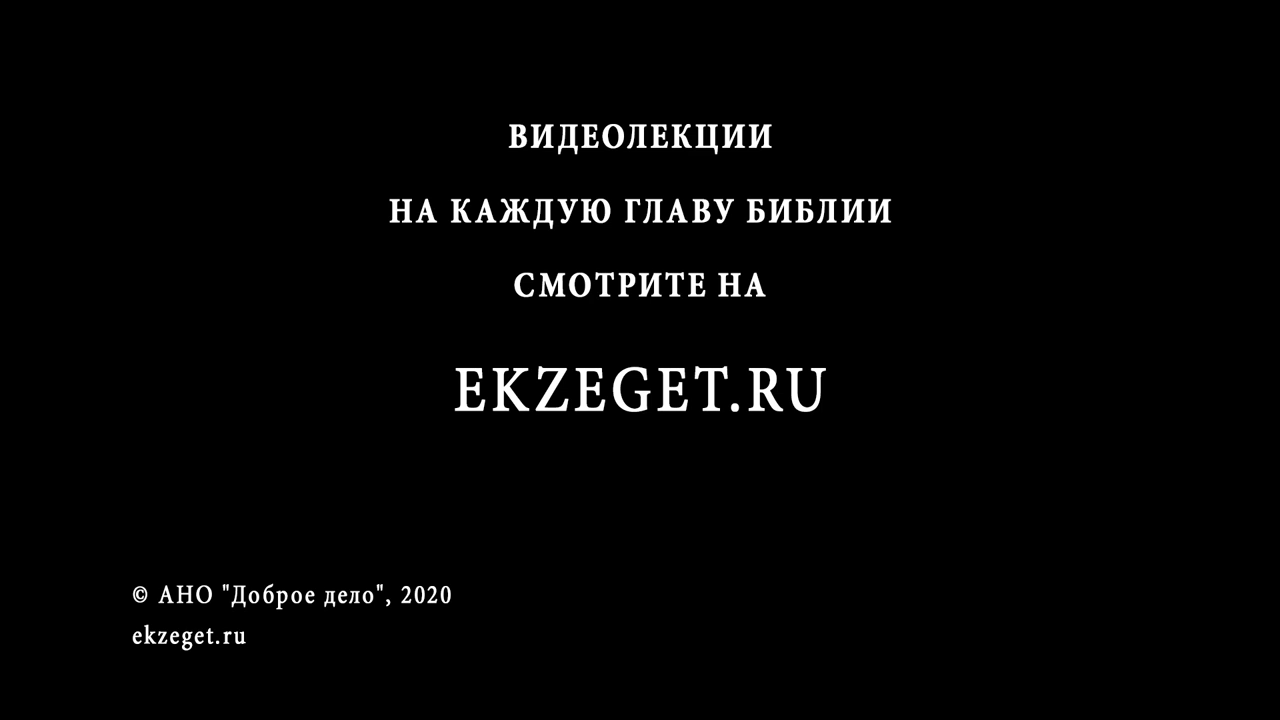 ВИДЕОЛЕКЦИИ
НА КАЖДУЮ ГЛАВУ БИБЛИИ
СМОТРИТЕ НА
EKZEGET.RU
© АНО "Доброе дело", 2020
ekzeget.ru